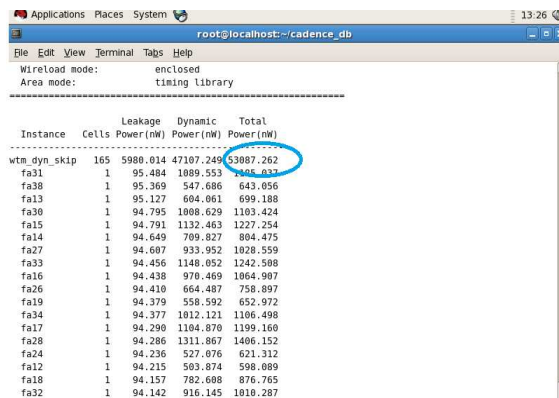 Applications Places System 13:26
root@localhost:~/cadence_db
File Edit View Terminal Tabs Help
Wireload mode: enclosed
Area mode: timing library
============================================================
Leakage Dynamic Total
Instance Cells Power(nW) Power(nW) Power(nW)
------------------------------------------------
wtm_dyn_skip 165 5980.014 47107.249 53087.262
fa31 1 95.484 1089.553 1185.037
fa38 1 95.369 547.686 643.056
fa13 1 95.127 604.061 699.188
fa30 1 94.795 1008.629 1103.424
fa15 1 94.791 1132.463 1227.254
fa14 1 94.649 709.827 804.475
fa27 1 94.607 933.952 1028.559
fa33 1 94.456 1148.052 1242.508
fa16 1 94.438 970.469 1064.907
fa26 1 94.410 664.487 758.897
fa19 1 94.379 558.592 652.972
fa34 1 94.377 1012.121 1106.498
fa17 1 94.290 1104.870 1199.160
fa28 1 94.286 1311.867 1406.152
fa24 1 94.236 527.076 621.312
fa12 1 94.215 503.874 598.089
fa18 1 94.157 782.608 876.765
fa32 1 94.142 916.145 1010.287